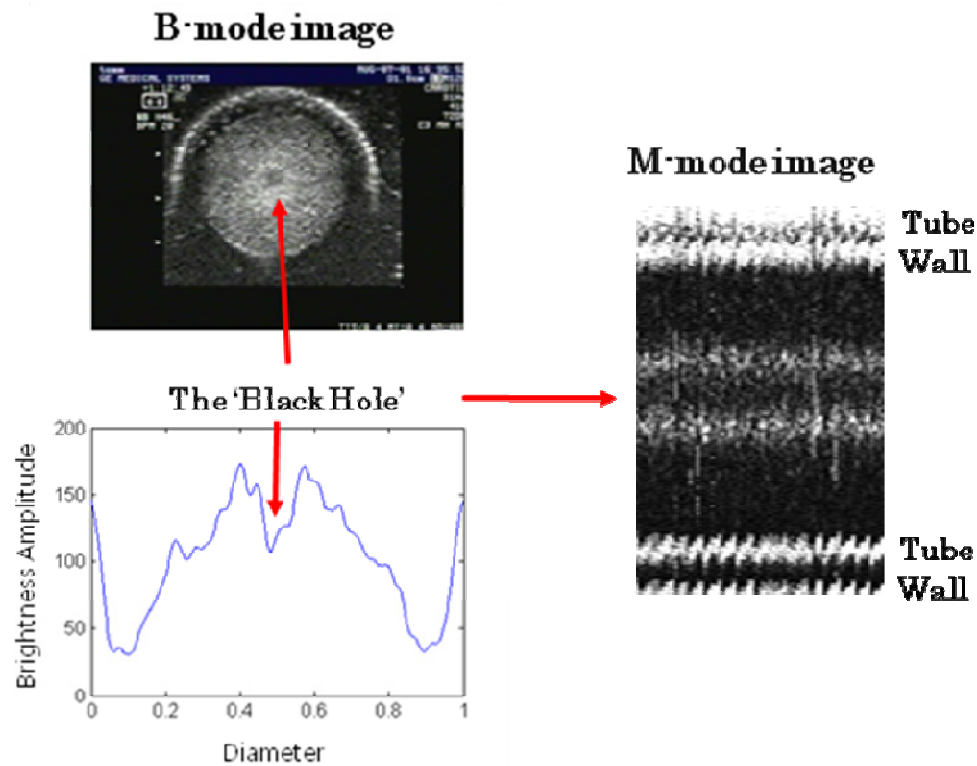 B-mode image
GE MEDICAL SYSTEMS
M-mode image
Tube
Wall
The 'Black Hole'
200
150
100
50
0
Brightness Amplitude
0 0.2 0.4 0.6 0.8 1
Diameter
Tube
Wall